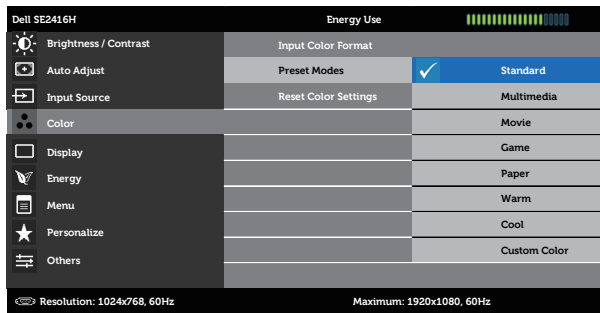 Dell SE2416H
Energy Use
Brightness / Contrast
Auto Adjust
Input Source
Color
Display
Energy
Menu
Personalize
Others
Input Color Format
Preset Modes
Reset Color Settings
Standard
Multimedia
Movie
Game
Paper
Warm
Cool
Custom Color
Resolution: 1024x768, 60Hz
Maximum: 1920x1080, 60Hz